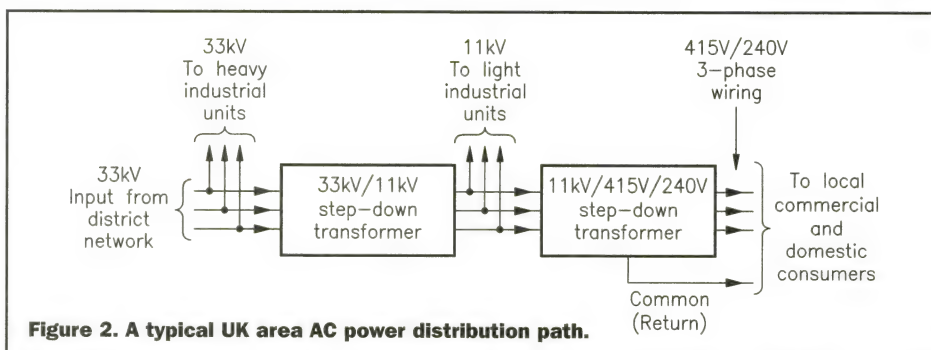 33kV
To heavy
industrial
units
11kV
To light
industrial
units
415V/240V
3-phase
wiring
33kV
Input from
district
network
33kV/11kV
step-down
transformer
11kV/415V/240V
step-down
transformer
To local
commercial
and
domestic
consumers
Common
(Return)
Figure 2. A typical UK area AC power distribution path.